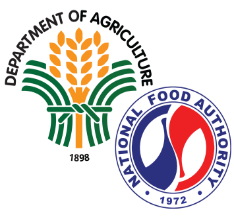 DEPARTMENT OF AGRICULTURE
1898
NATIONAL FOOD AUTHORITY
• 1972 •